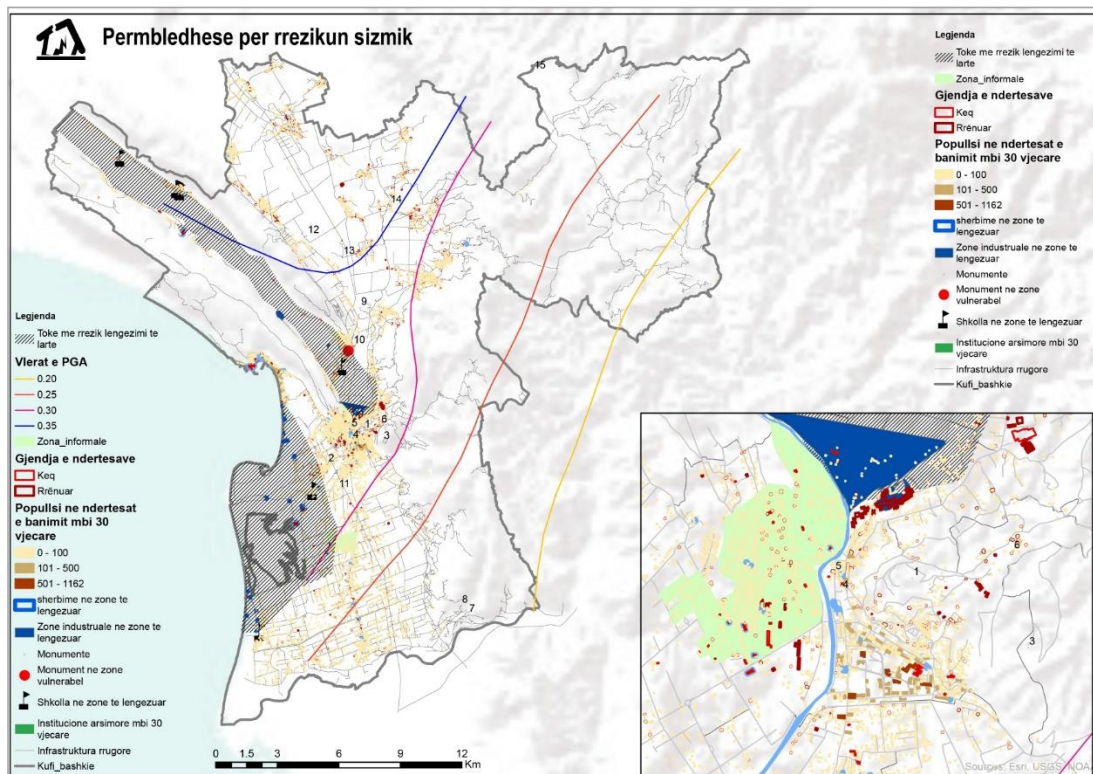 Permbledhese per rrezikun sizmik
Legjenda
Toke me rrezik lengezimi te
larte
Zona_informale
Gjendja e ndertesave
Keq
Rrënuar
Popullsi ne ndertesat e
banimit mbi 30 vjecare
0 - 100
101 - 500
501 - 1162
sherbime ne zone te
lengezuar
Zone industruale ne zone te
lengezuar
Monumente
Monument ne zone
vulnerabel
Shkolla ne zone te lengezuar
Institucione arsimore mbi 30
vjecare
Infrastruktura rrugore
Kufi_bashkie
Legjenda
Toke me rrezik lengezimi te
larte
Vlerat e PGA
0.20
0.25
0.30
0.35
Zona_informale
Gjendja e ndertesave
Keq
Rrënuar
Popullsi ne ndertesat
e banimit mbi 30
vjecare
0 - 100
101 - 500
501 - 1162
sherbime ne zone te
lengezuar
Zone industruale ne zone te
lengezuar
Monumente
Monument ne zone
vulnerabel
Shkolla ne zone te lengezuar
Institucione arsimore mbi 30
vjecare
Infrastruktura rrugore
Kufi_bashkie
15
14
12
13
9
10
5
1
6
4
3
2
11
8
7
0 1.5 3 6 9 12
Km
6
5
1
4
3
Sources: Esri, USGS, NOAA